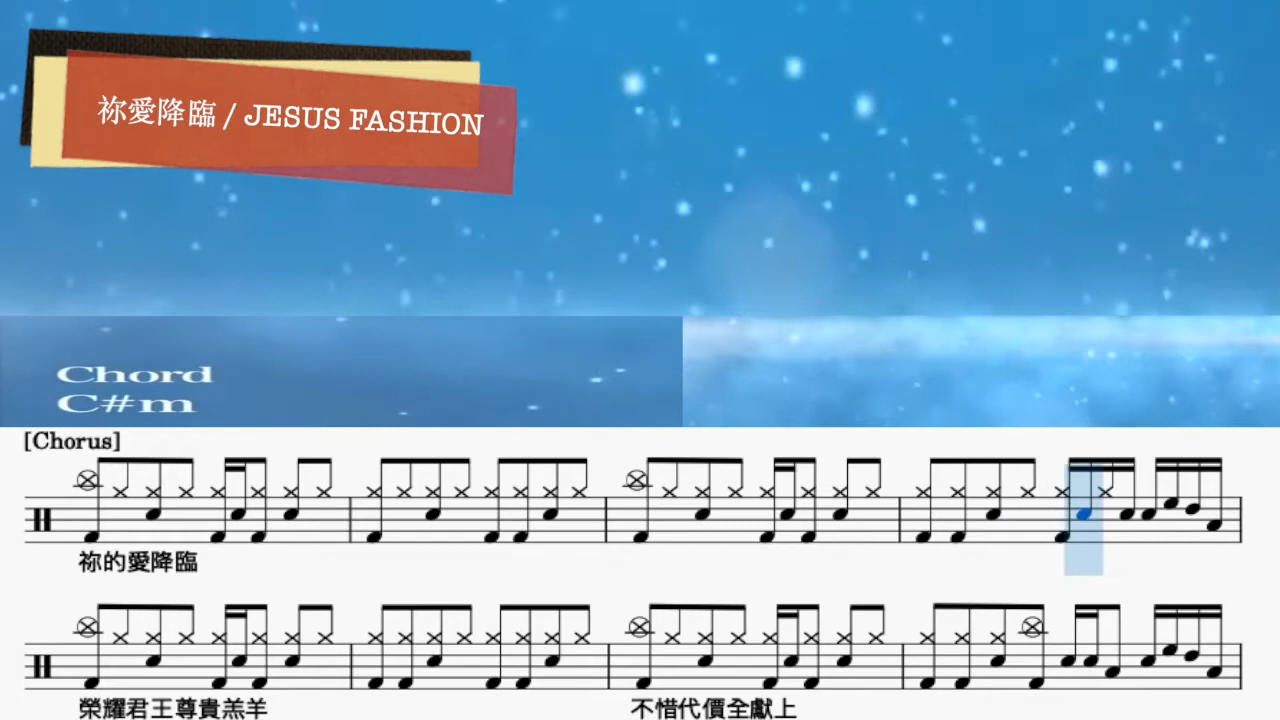 祢愛降臨 / JESUS FASHION
Chord
C#m
[Chorus]
祢的愛降臨
榮耀君王尊貴羔羊
不惜代價全獻上